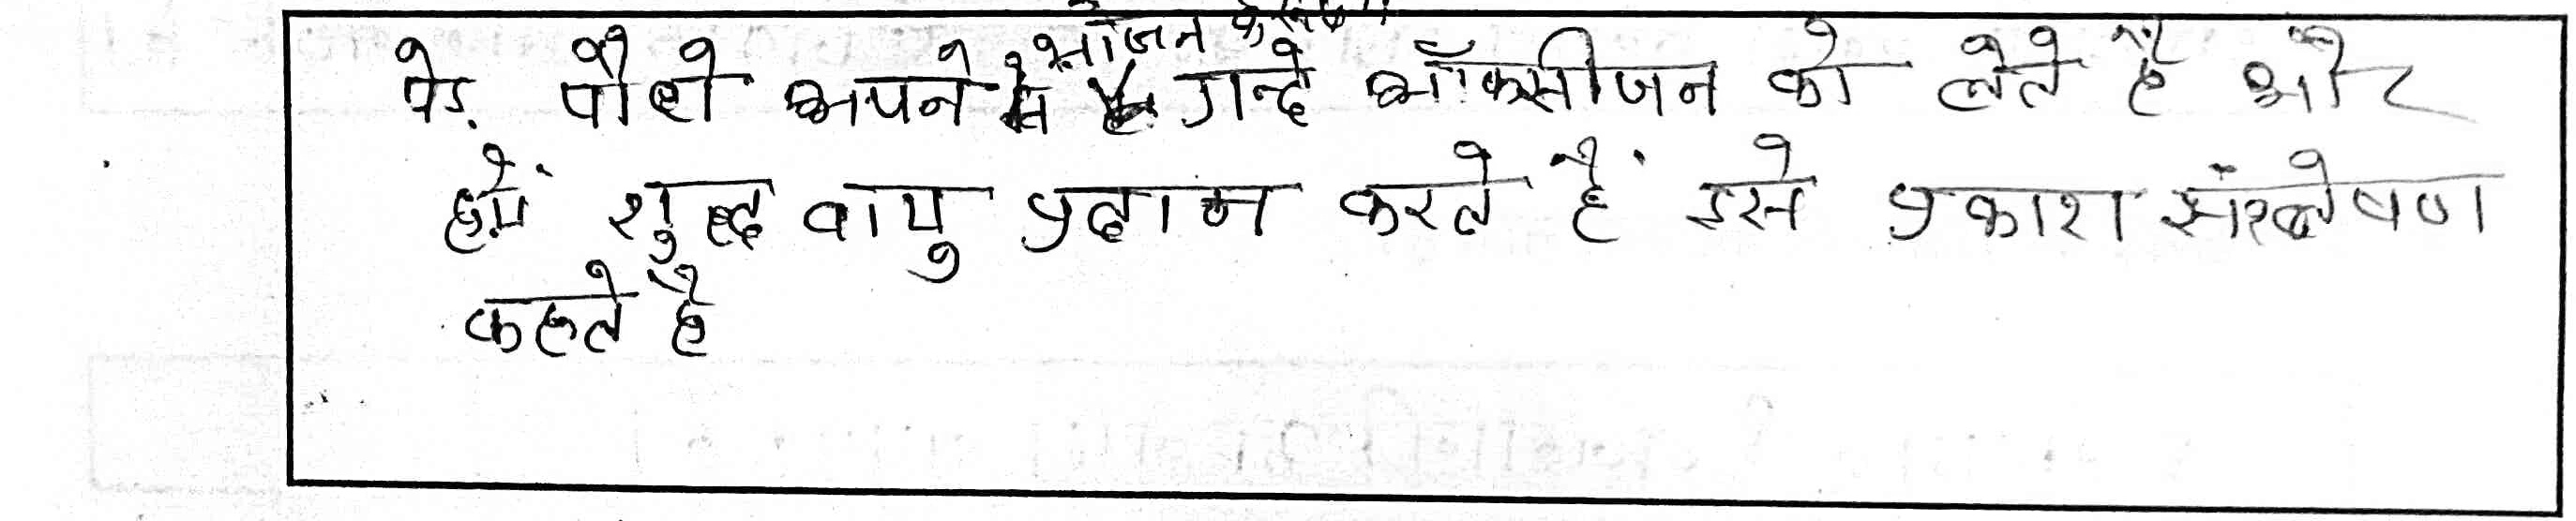 पेड़ पौधे अपने भोजन के लिए गन्दे ऑक्सीजन को लेते है और
हमें शुद्ध वायु प्रदान करते हैं इसे प्रकाश संश्लेषण
कहते है